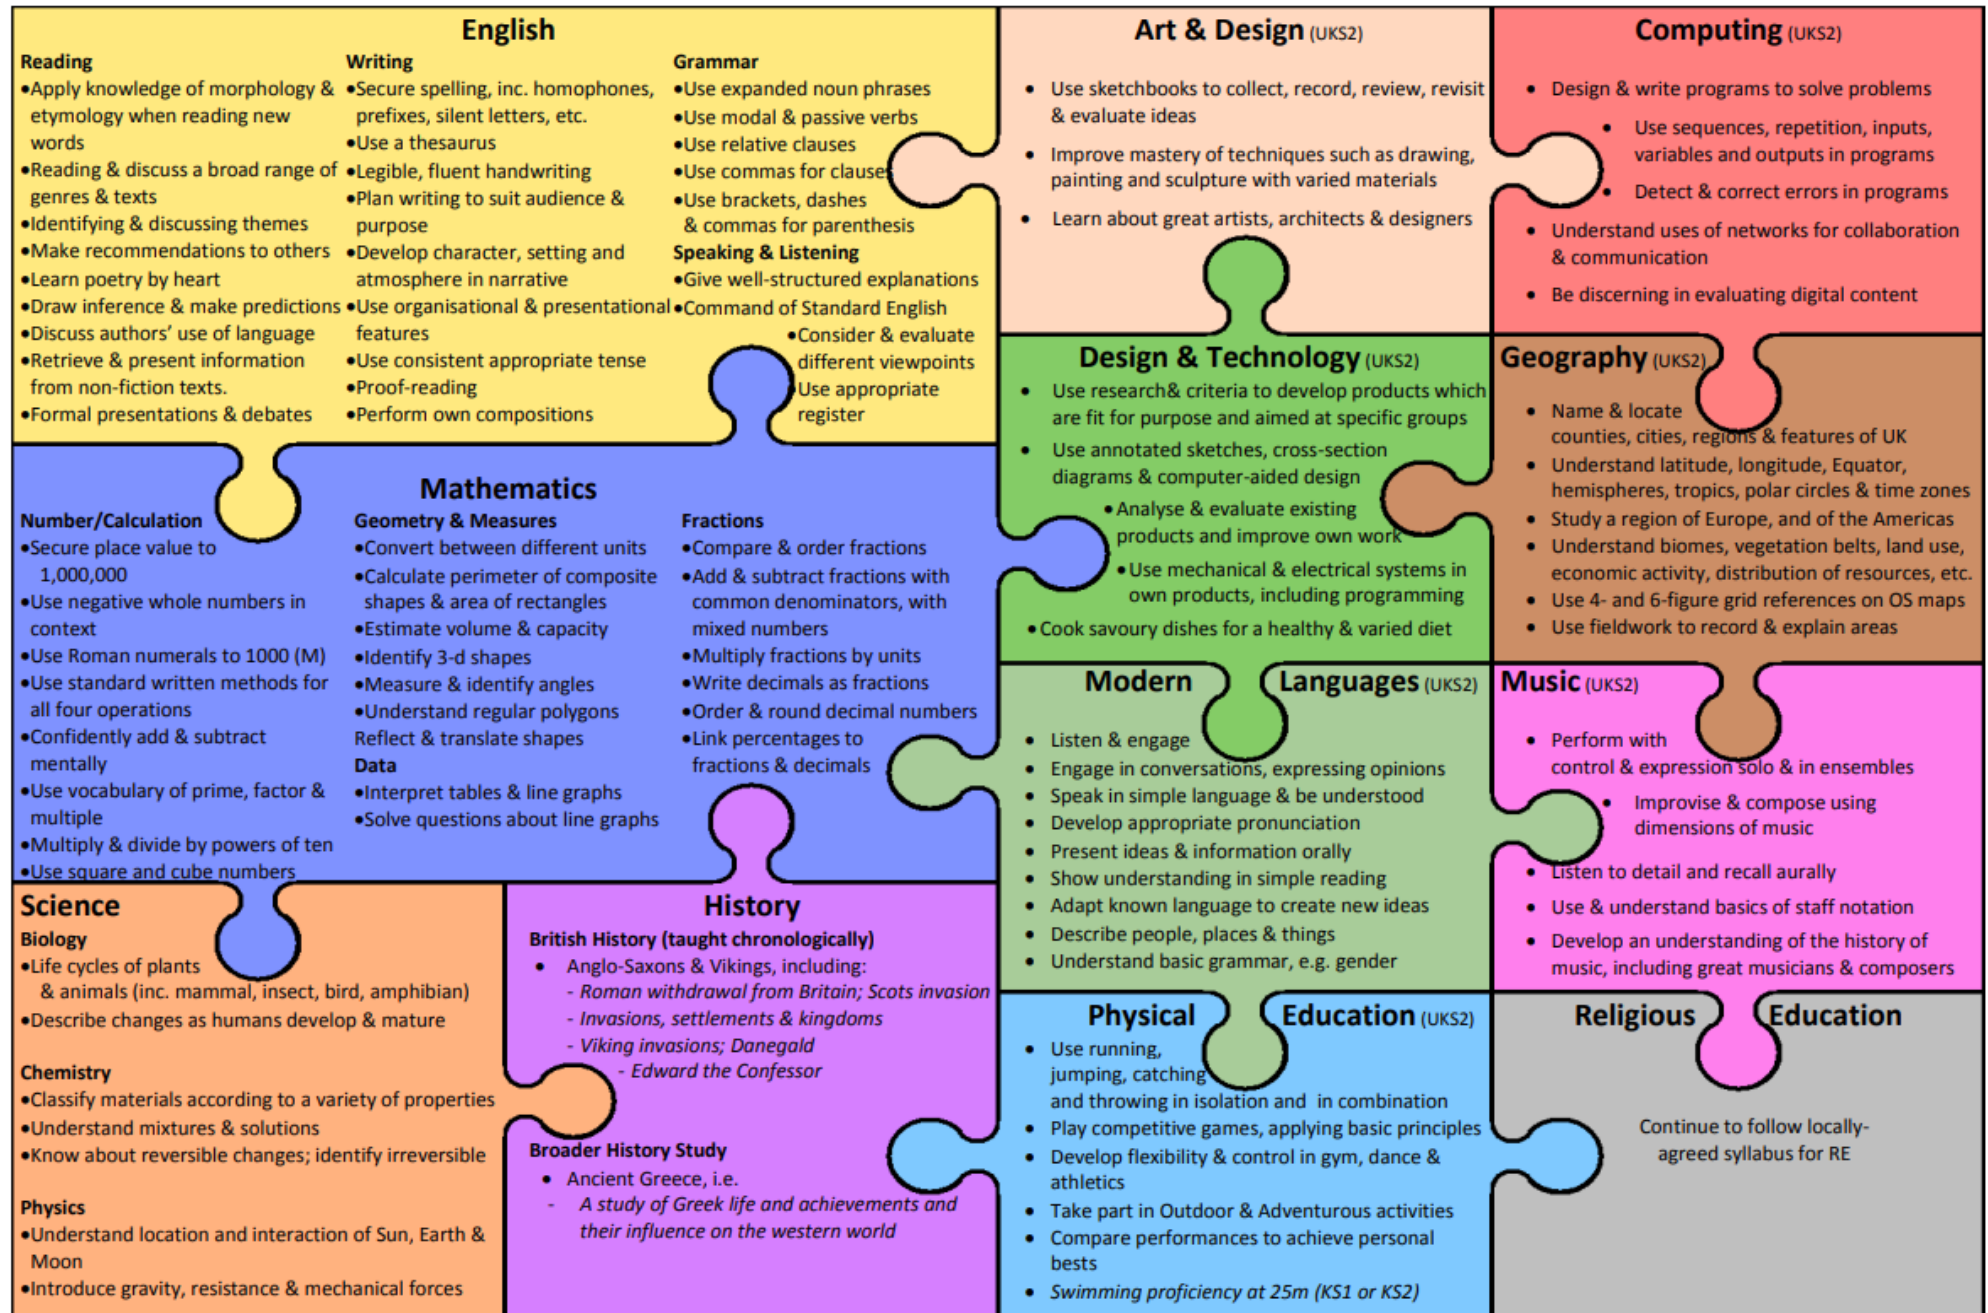 English
Reading
•Apply knowledge of morphology &
etymology when reading new
words
•Reading & discuss a broad range of
genres & texts
•Identifying & discussing themes
•Make recommendations to others
•Learn poetry by heart
•Draw inference & make predictions
•Discuss authors’ use of language
•Retrieve & present information
from non-fiction texts.
•Formal presentations & debates
Writing
•Secure spelling, inc. homophones,
prefixes, silent letters, etc.
•Use a thesaurus
•Legible, fluent handwriting
•Plan writing to suit audience &
purpose
•Develop character, setting and
atmosphere in narrative
•Use organisational & presentational
features
•Use consistent appropriate tense
•Proof-reading
•Perform own compositions
Grammar
•Use expanded noun phrases
•Use modal & passive verbs
•Use relative clauses
•Use commas for clauses
•Use brackets, dashes
& commas for parenthesis
Speaking & Listening
•Give well-structured explanations
•Command of Standard English
•Consider & evaluate
different viewpoints
Use appropriate
register
Art & Design (UKS2)
• Use sketchbooks to collect, record, review, revisit
& evaluate ideas
• Improve mastery of techniques such as drawing,
painting and sculpture with varied materials
• Learn about great artists, architects & designers
Computing (UKS2)
• Design & write programs to solve problems
• Use sequences, repetition, inputs,
variables and outputs in programs
• Detect & correct errors in programs
• Understand uses of networks for collaboration
& communication
• Be discerning in evaluating digital content
Mathematics
Number/Calculation
•Secure place value to
1,000,000
•Use negative whole numbers in
context
•Use Roman numerals to 1000 (M)
•Use standard written methods for
all four operations
•Confidently add & subtract
mentally
•Use vocabulary of prime, factor &
multiple
•Multiply & divide by powers of ten
•Use square and cube numbers
Geometry & Measures
•Convert between different units
•Calculate perimeter of composite
shapes & area of rectangles
•Estimate volume & capacity
•Identify 3-d shapes
•Measure & identify angles
•Understand regular polygons
Reflect & translate shapes
Data
•Interpret tables & line graphs
•Solve questions about line graphs
Fractions
•Compare & order fractions
•Add & subtract fractions with
common denominators, with
mixed numbers
•Multiply fractions by units
•Write decimals as fractions
•Order & round decimal numbers
•Link percentages to
fractions & decimals
Design & Technology (UKS2)
• Use research& criteria to develop products which
are fit for purpose and aimed at specific groups
• Use annotated sketches, cross-section
diagrams & computer-aided design
•Analyse & evaluate existing
products and improve own work
•Use mechanical & electrical systems in
own products, including programming
•Cook savoury dishes for a healthy & varied diet
Geography (UKS2)
• Name & locate
counties, cities, regions & features of UK
• Understand latitude, longitude, Equator,
hemispheres, tropics, polar circles & time zones
• Study a region of Europe, and of the Americas
• Understand biomes, vegetation belts, land use,
economic activity, distribution of resources, etc.
• Use 4- and 6-figure grid references on OS maps
• Use fieldwork to record & explain areas
Modern Languages (UKS2)
• Listen & engage
• Engage in conversations, expressing opinions
• Speak in simple language & be understood
• Develop appropriate pronunciation
• Present ideas & information orally
• Show understanding in simple reading
• Adapt known language to create new ideas
• Describe people, places & things
• Understand basic grammar, e.g. gender
Music (UKS2)
• Perform with
control & expression solo & in ensembles
• Improvise & compose using
dimensions of music
• Listen to detail and recall aurally
• Use & understand basics of staff notation
• Develop an understanding of the history of
music, including great musicians & composers
Science
Biology
•Life cycles of plants
& animals (inc. mammal, insect, bird, amphibian)
•Describe changes as humans develop & mature
Chemistry
•Classify materials according to a variety of properties
•Understand mixtures & solutions
•Know about reversible changes; identify irreversible
Physics
•Understand location and interaction of Sun, Earth &
Moon
•Introduce gravity, resistance & mechanical forces
History
British History (taught chronologically)
• Anglo-Saxons & Vikings, including:
- Roman withdrawal from Britain; Scots invasion
- Invasions, settlements & kingdoms
- Viking invasions; Danegald
- Edward the Confessor
Broader History Study
• Ancient Greece, i.e.
- A study of Greek life and achievements and
their influence on the western world
Physical Education (UKS2)
• Use running,
jumping, catching
and throwing in isolation and in combination
• Play competitive games, applying basic principles
• Develop flexibility & control in gym, dance &
athletics
• Take part in Outdoor & Adventurous activities
• Compare performances to achieve personal
bests
• Swimming proficiency at 25m (KS1 or KS2)
Religious Education
Continue to follow locally-
agreed syllabus for RE